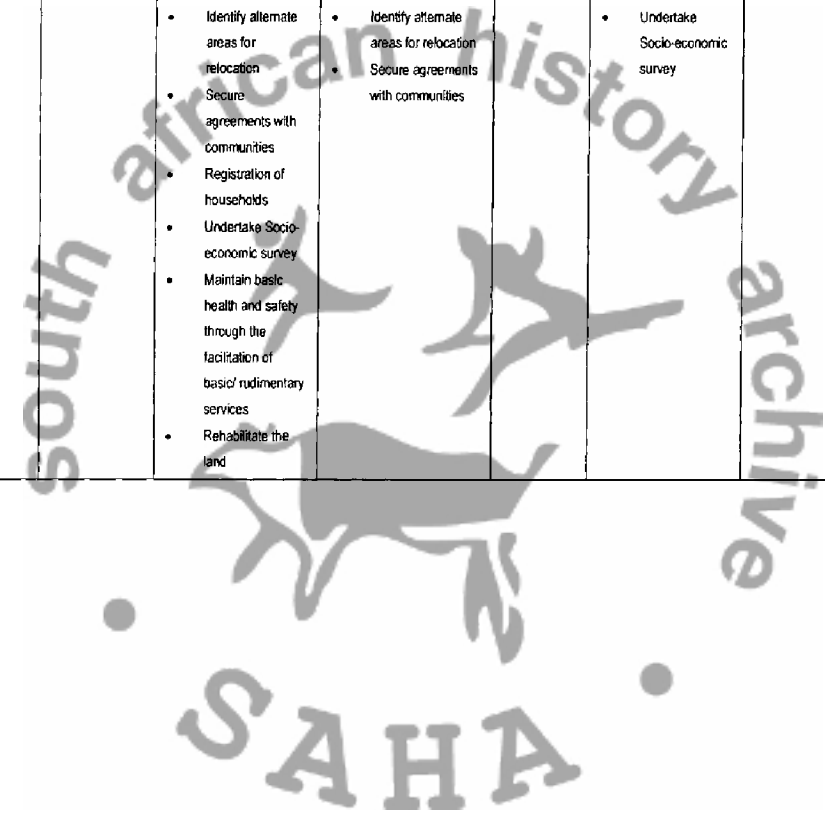 • Identify alternate
areas for
relocation
• Secure
agreements with
communities
• Registration of
households
• Undertake Socio-
economic survey
• Maintain basic
health and safety
through the
facilitation of
basic/ rudimentary
services
• Rehabilitate the
land
• Identify alternate
areas for relocation
• Secure agreements
with communities
• Undertake
Socio-economic
survey
south african history archive
• SAHA •